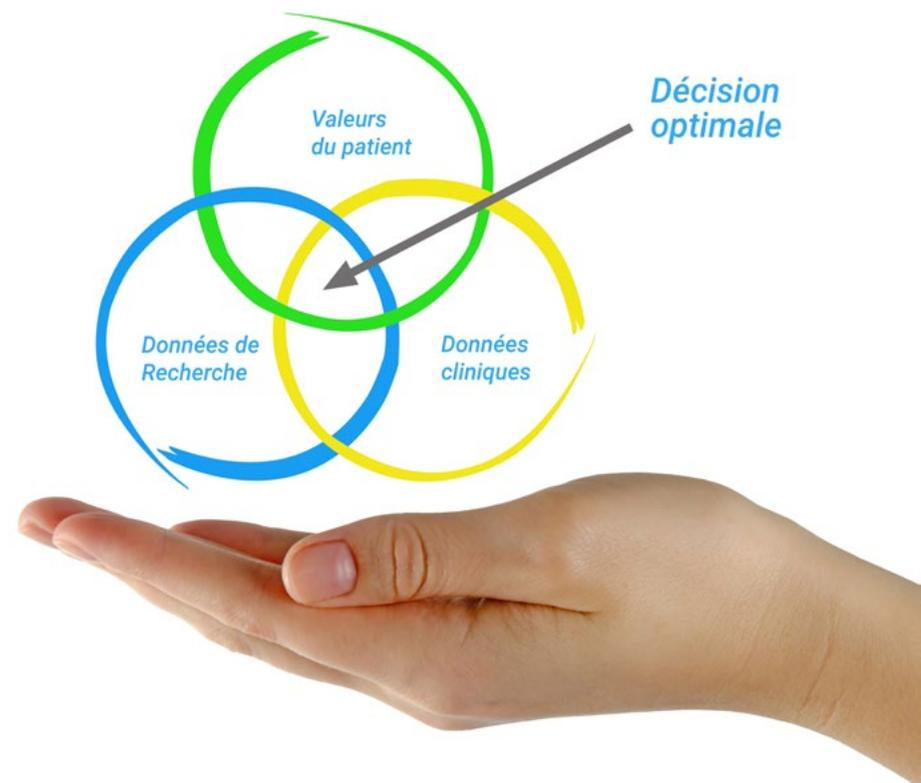 Valeurs
du patient
Décision
optimale
Données de
Recherche
Données
cliniques